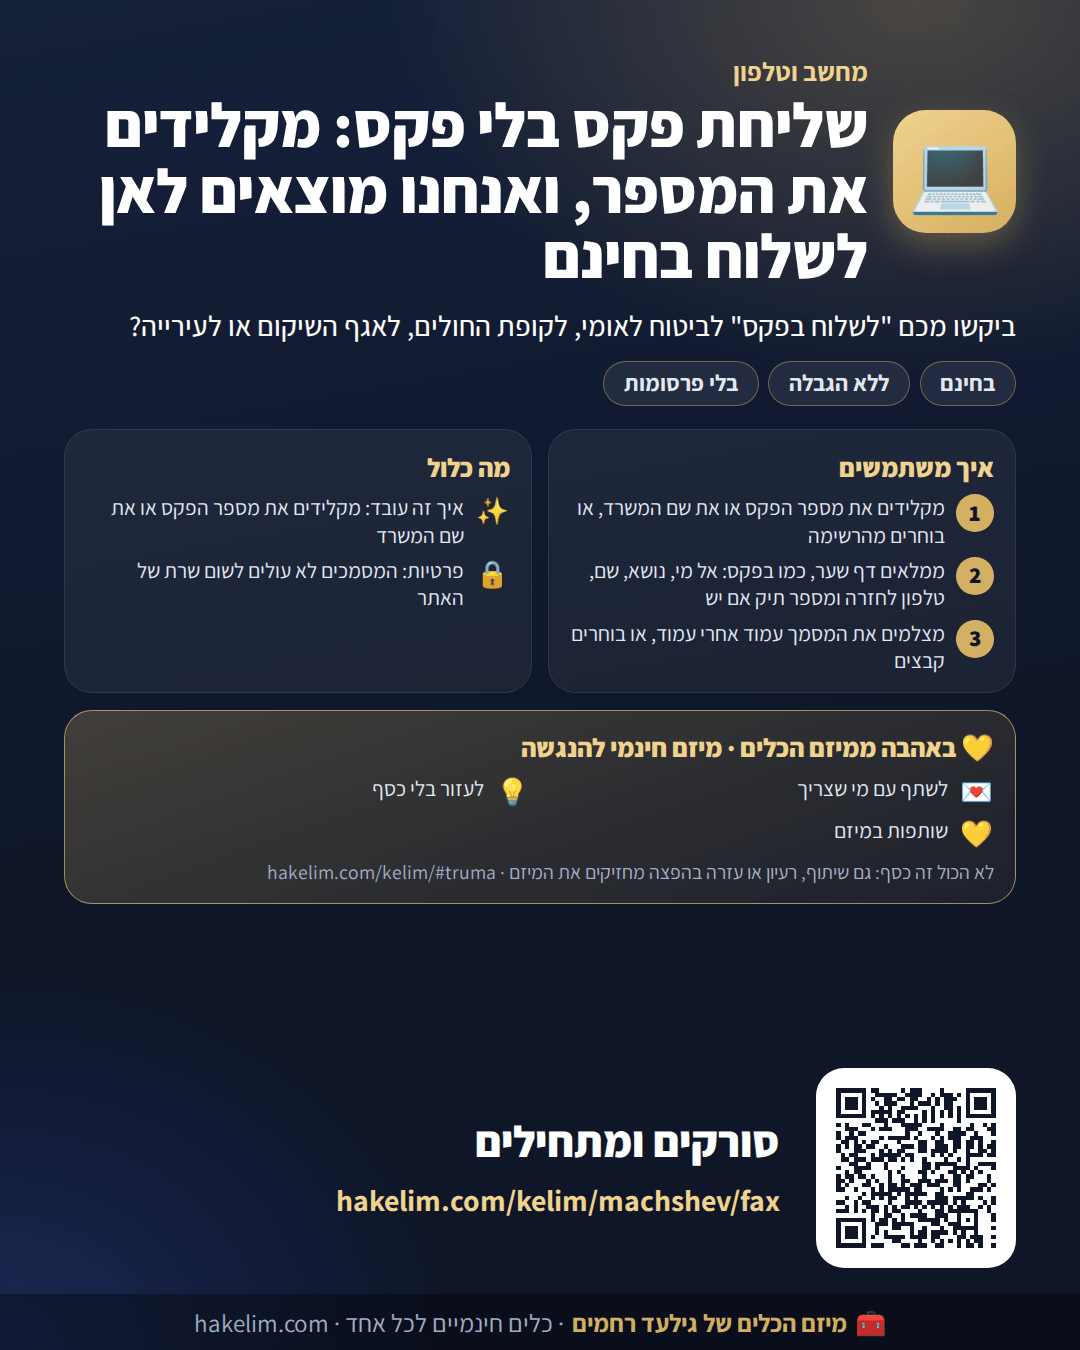 מחשב וטלפון
שליחת פקס בלי פקס: מקלידים
את המספר, ואנחנו מוצאים לאן
לשלוח בחינם
ביקשו מכם "לשלוח בפקס" לביטוח לאומי, לקופת החולים, לאגף השיקום או לעירייה?
בחינם
ללא הגבלה
בלי פרסומות
איך משתמשים
1 מקלידים את מספר הפקס או את שם המשרד, או
בוחרים מהרשימה
2 ממלאים דף שער, כמו בפקס: אל מי, נושא, שם,
טלפון לחזרה ומספר תיק אם יש
3 מצלמים את המסמך עמוד אחרי עמוד, או בוחרים
קבצים
מה כלול
איך זה עובד: מקלידים את מספר הפקס או את
שם המשרד
פרטיות: המסמכים לא עולים לשום שרת של
האתר
באהבה ממיזם הכלים · מיזם חינמי להנגשה
לשתף עם מי שצריך
לעזור בלי כסף
שותפות במיזם
לא הכול זה כסף: גם שיתוף, רעיון או עזרה בהפצה מחזיקים את המיזם · hakelim.com/kelim/#truma
סורקים ומתחילים
hakelim.com/kelim/machshev/fax
מיזם הכלים של גילעד רחמים · כלים חינמיים לכל אחד · hakelim.com